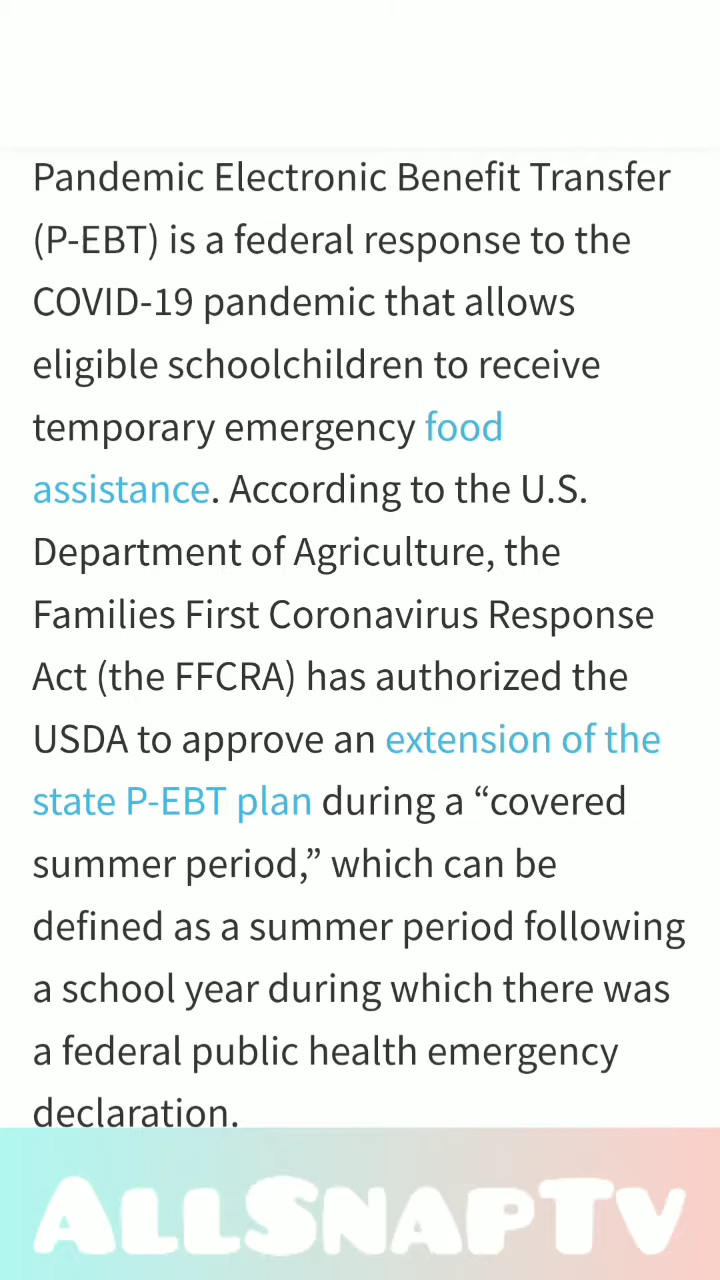 Pandemic Electronic Benefit Transfer
(P-EBT) is a federal response to the
COVID-19 pandemic that allows
eligible schoolchildren to receive
temporary emergency food
assistance. According to the U.S.
Department of Agriculture, the
Families First Coronavirus Response
Act (the FFCRA) has authorized the
USDA to approve an extension of the
state P-EBT plan during a “covered
summer period,” which can be
defined as a summer period following
a school year during which there was
a federal public health emergency
declaration.
ALLSNAPTV